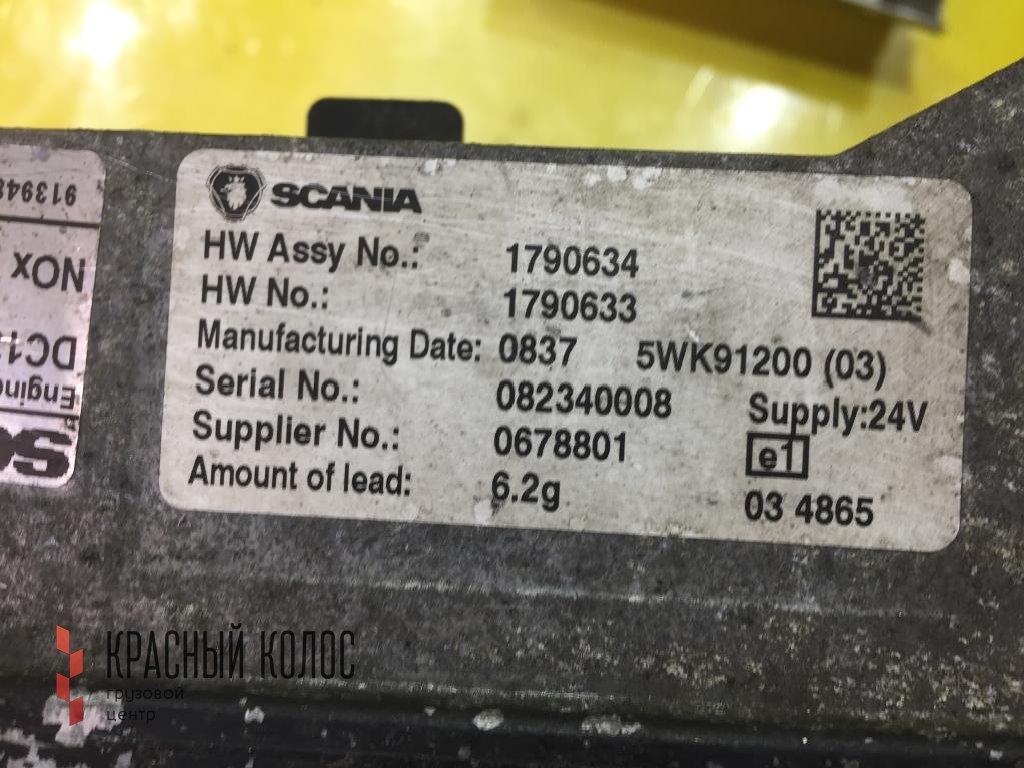 SCANIA
HW Assy No.: 1790634
HW No.: 1790633
Manufacturing Date: 0837 5WK91200 (03)
Serial No.: 082340008 Supply:24V
Supplier No.: 0678801 e1
Amount of lead: 6.2g 03 4865
NOx
КРАСНЫЙ КОЛОС
грузовой
центр